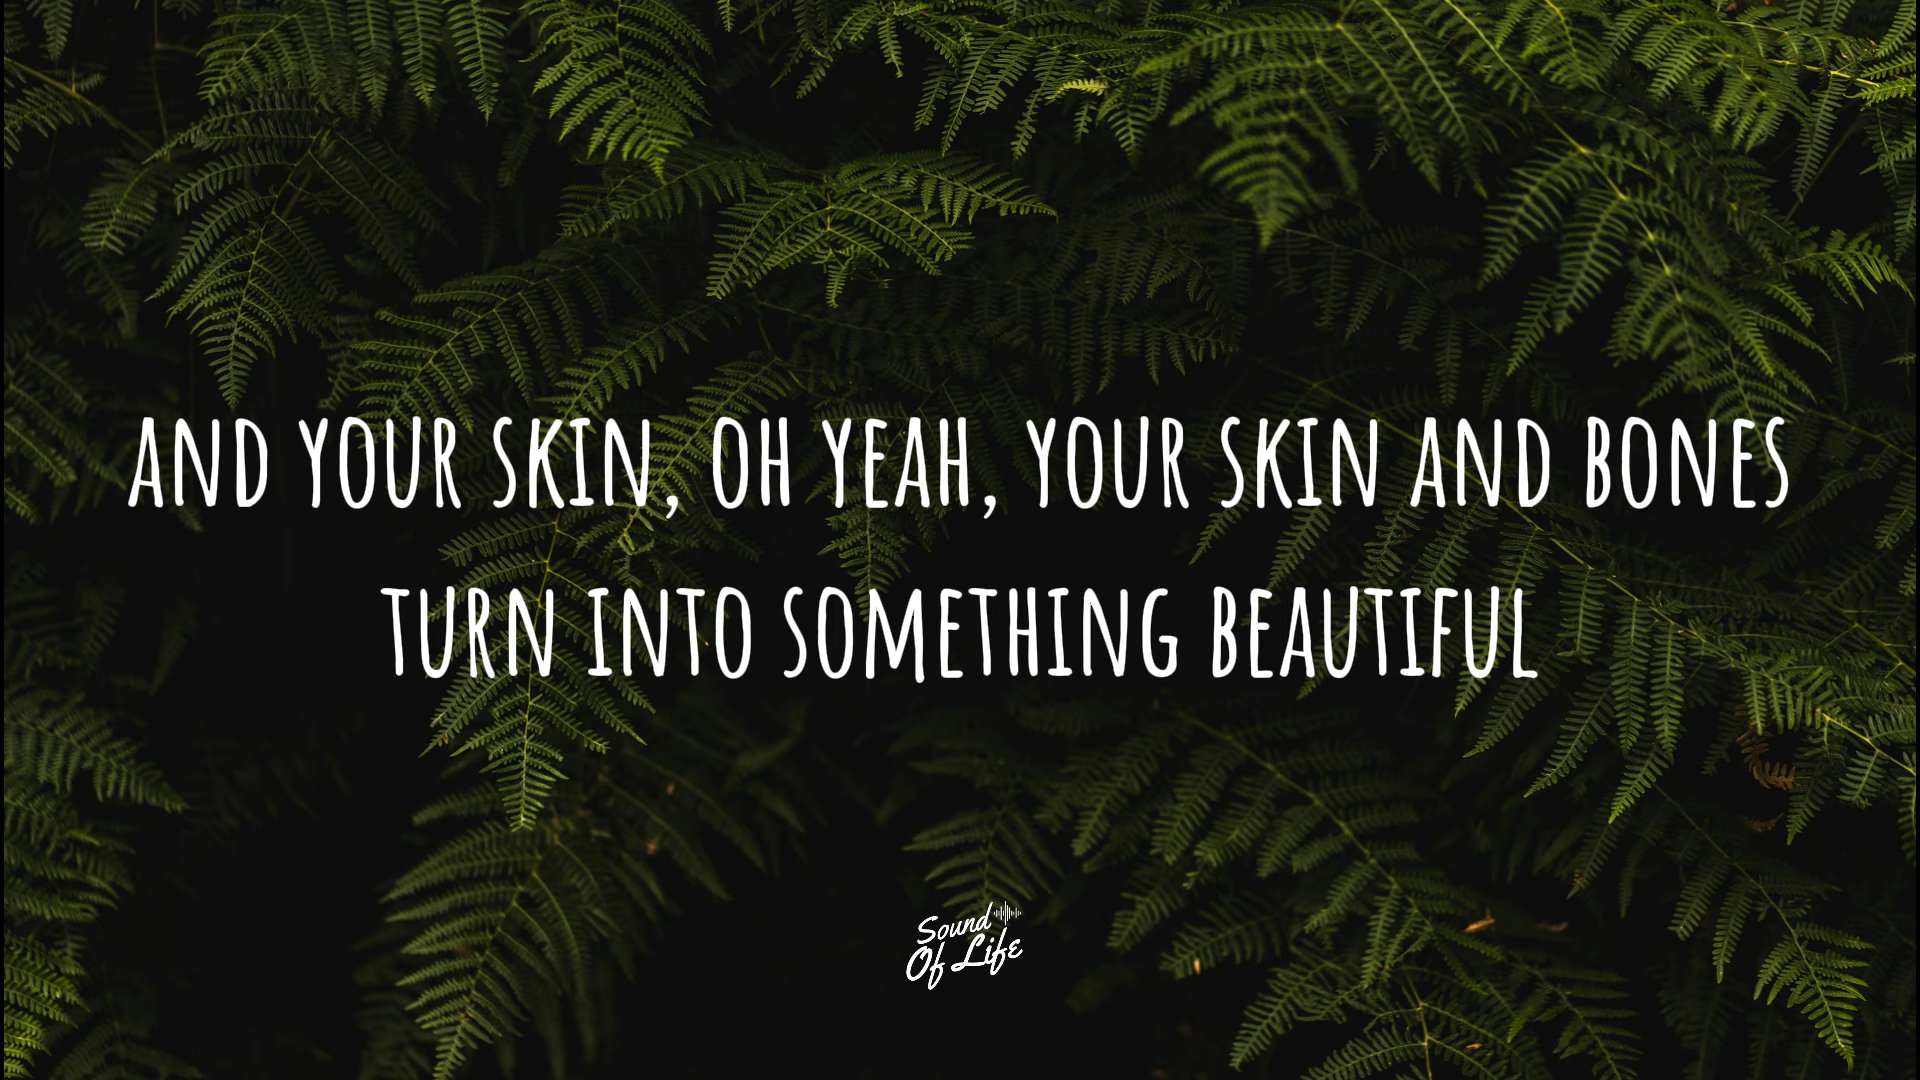 AND YOUR SKIN, OH YEAH, YOUR SKIN AND BONES
TURN INTO SOMETHING BEAUTIFUL
Sound
Of Life